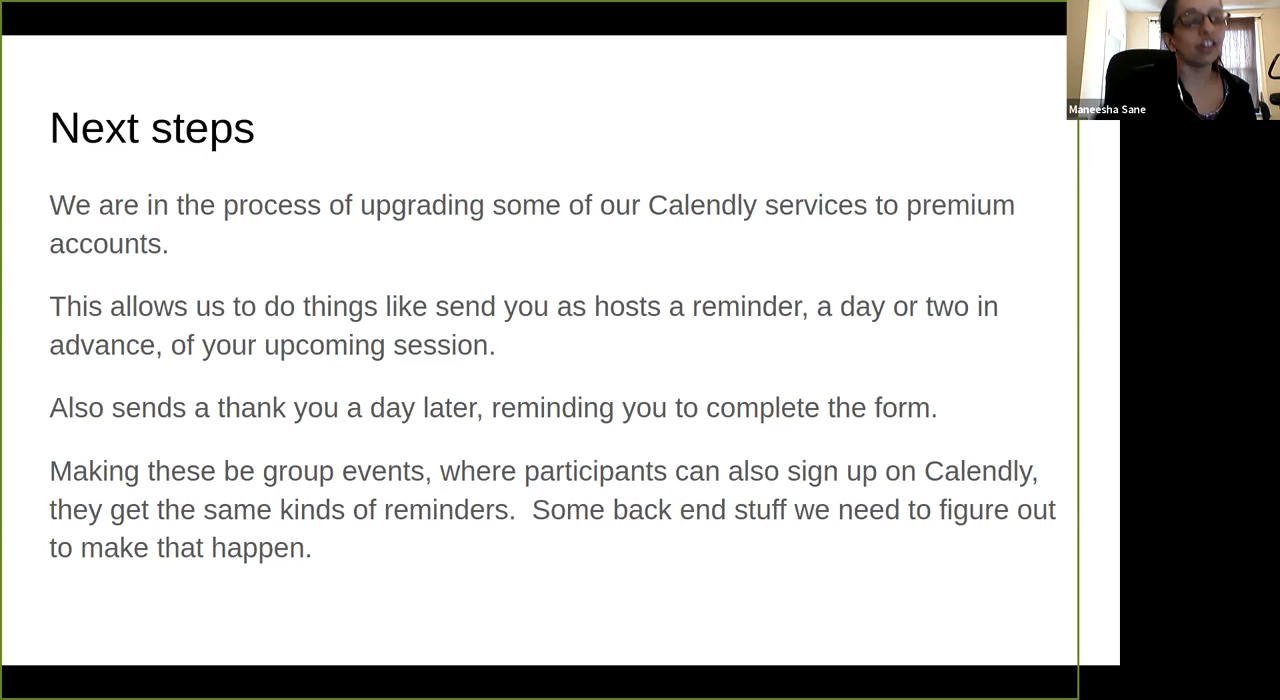 Next steps
We are in the process of upgrading some of our Calendly services to premium
accounts.
This allows us to do things like send you as hosts a reminder, a day or two in
advance, of your upcoming session.
Also sends a thank you a day later, reminding you to complete the form.
Making these be group events, where participants can also sign up on Calendly,
they get the same kinds of reminders.  Some back end stuff we need to figure out
to make that happen.
Maneesha Sane